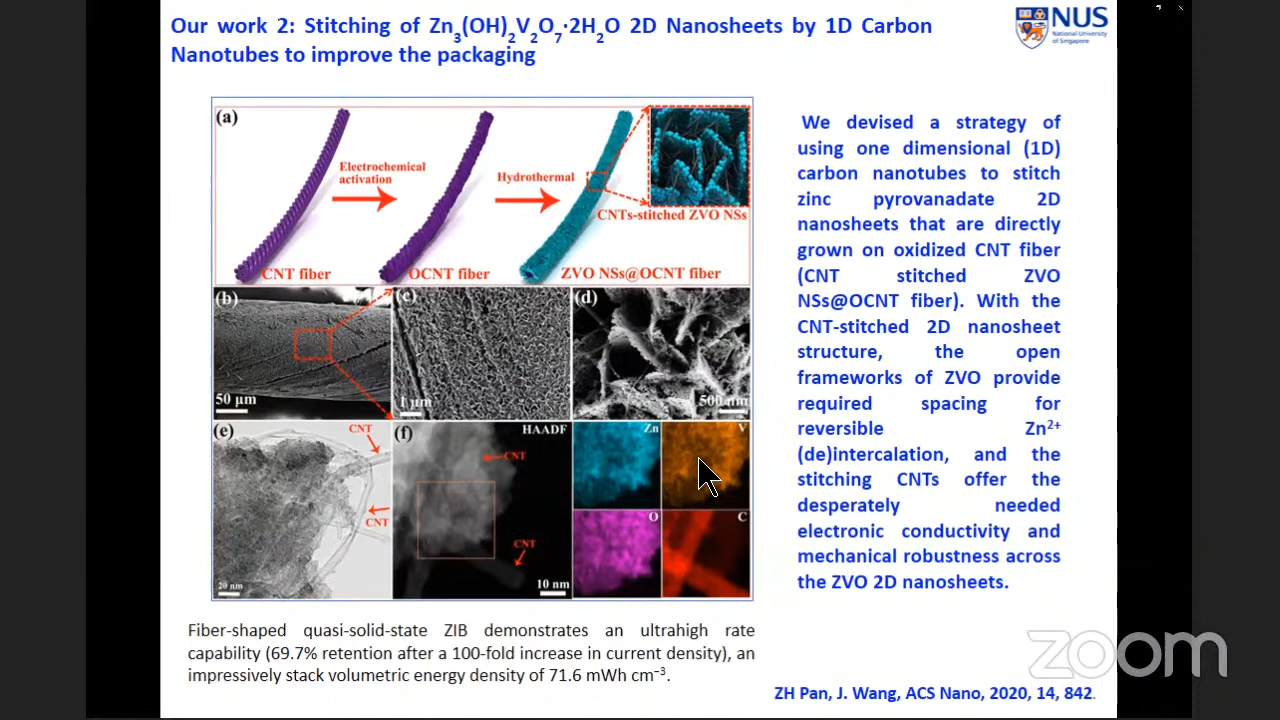 Our work 2: Stitching of Zn3(OH)2V2O7·2H2O 2D Nanosheets by 1D Carbon
Nanotubes to improve the packaging
NUS
National University
of Singapore
(a)
Electrochemical
activation
Hydrothermal
CNTs-stitched ZVO NSs
CNT fiber
OCNT fiber
ZVO NSs@OCNT fiber
(b)
50 µm
(c)
1 µm
(d)
500 nm
(e)
CNT
CNT
20 nm
(f)
HAADF
CNT
CNT
10 nm
Zn
V
O
C
We devised a strategy of
using one dimensional (1D)
carbon nanotubes to stitch
zinc pyrovanadate 2D
nanosheets that are directly
grown on oxidized CNT fiber
(CNT stitched ZVO
NSs@OCNT fiber). With the
CNT-stitched 2D nanosheet
structure, the open
frameworks of ZVO provide
required spacing for
reversible Zn²⁺
(de)intercalation, and the
stitching CNTs offer the
desperately needed
electronic conductivity and
mechanical robustness across
the ZVO 2D nanosheets.
Fiber-shaped quasi-solid-state ZIB demonstrates an ultrahigh rate
capability (69.7% retention after a 100-fold increase in current density), an
impressively stack volumetric energy density of 71.6 mWh cm⁻³.
zoom
ZH Pan, J. Wang, ACS Nano, 2020, 14, 842.